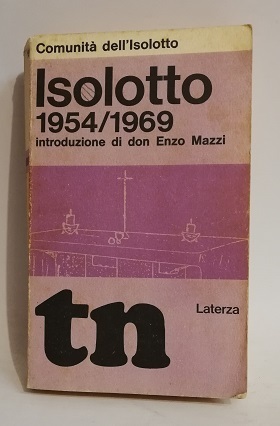 Comunità dell'Isolotto
Isolotto
1954/1969
introduzione di don Enzo Mazzi
tn
Laterza